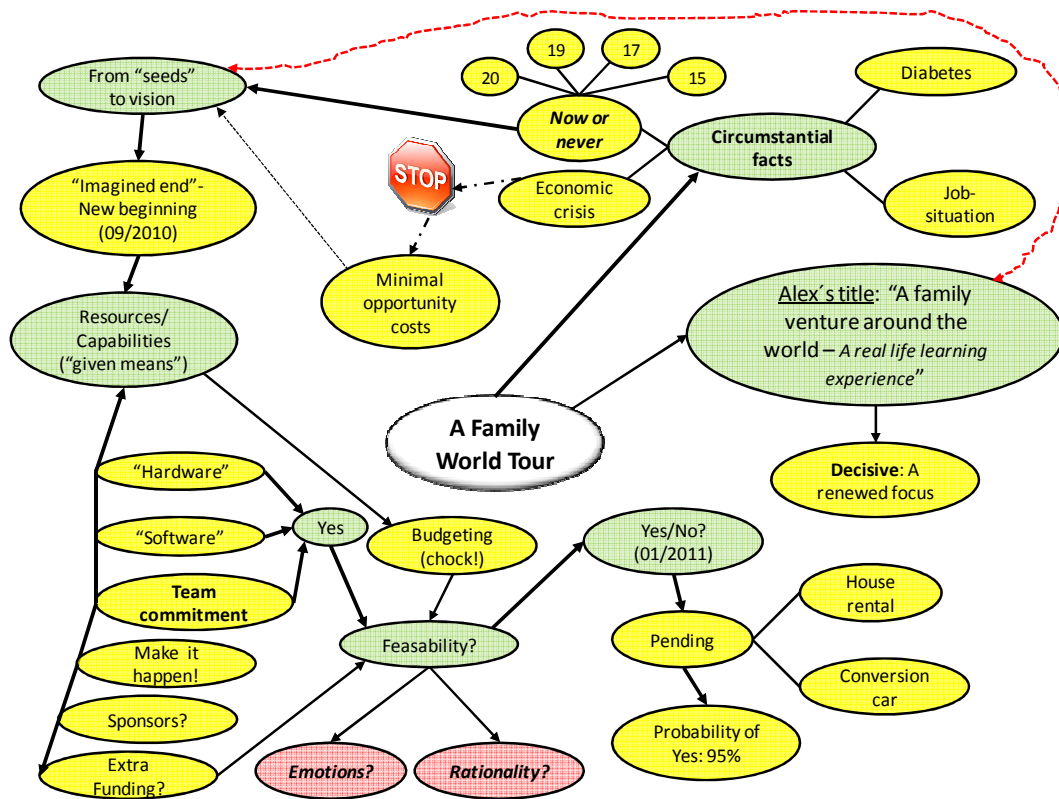 19
17
20
15
From “seeds”
to vision
Diabetes
Now or
never
Circumstantial
facts
STOP
“Imagined end”-
New beginning
(09/2010)
Economic
crisis
Job-
situation
Minimal
opportunity
costs
Resources/
Capabilities
(“given means”)
Alex´s title: “A family
venture around the
world – A real life learning
experience”
A Family
World Tour
“Hardware”
Decisive: A
renewed focus
“Software”
Yes
Budgeting
(chock!)
Yes/No?
(01/2011)
Team
commitment
House
rental
Feasability?
Pending
Make it
happen!
Conversion
car
Sponsors?
Probability of
Yes: 95%
Extra
Funding?
Emotions?
Rationality?